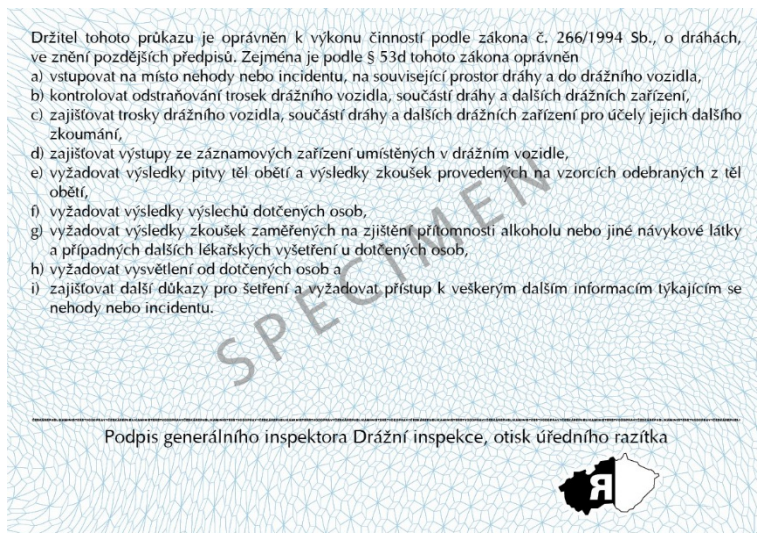 Držitel tohoto průkazu je oprávněn k výkonu činností podle zákona č. 266/1994 Sb., o dráhách,
ve znění pozdějších předpisů. Zejména je podle § 53d tohoto zákona oprávněn
a) vstupovat na místo nehody nebo incidentu, na související prostor dráhy a do drážního vozidla,
b) kontrolovat odstraňování trosek drážního vozidla, součástí dráhy a dalších drážních zařízení,
c) zajišťovat trosky drážního vozidla, součástí dráhy a dalších drážních zařízení pro účely jejich dalšího
zkoumání,
d) zajišťovat výstupy ze záznamových zařízení umístěných v drážním vozidle,
e) vyžadovat výsledky pitvy těl obětí a výsledky zkoušek provedených na vzorcích odebraných z těl
obětí,
f) vyžadovat výsledky výslechů dotčených osob,
g) vyžadovat výsledky zkoušek zaměřených na zjištění přítomnosti alkoholu nebo jiné návykové látky
a případných dalších lékařských vyšetření u dotčených osob,
h) vyžadovat vysvětlení od dotčených osob a
i) zajišťovat další důkazy pro šetření a vyžadovat přístup k veškerým dalším informacím týkajícím se
nehody nebo incidentu.
SPECIMEN
Podpis generálního inspektora Drážní inspekce, otisk úředního razítka